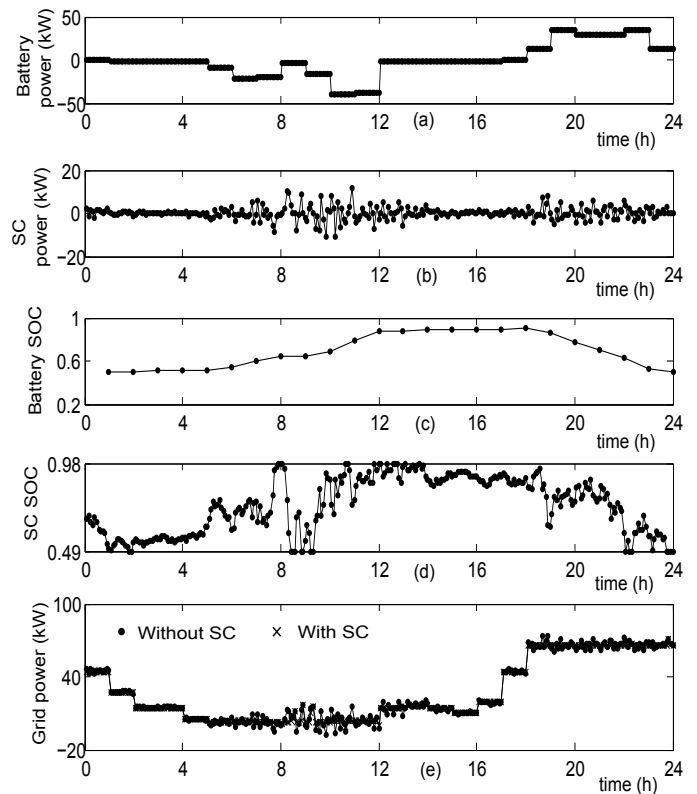 Battery power (kW)
50
0
−50
0 4 8 12 16 20 24
(a)
time (h)
SC power (kW)
20
0
−20
0 4 8 12 16 20 24
(b)
time (h)
Battery SOC
1
0.6
0.2
0 4 8 12 16 20 24
(c)
time (h)
SC SOC
0.98
0.49
0 4 8 12 16 20 24
(d)
time (h)
Grid power (kW)
100
40
−20
Without SC
With SC
0 4 8 12 16 20 24
(e)
time (h)